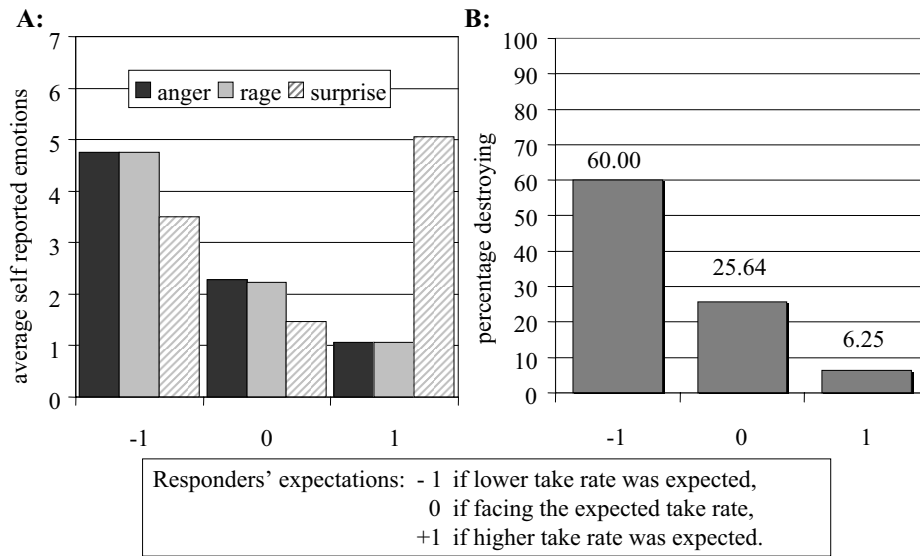 A:
7
6
5
4
3
2
1
0
average self reported emotions
anger rage surprise
-1 0 1
B:
100
90
80
70
60
50
40
30
20
10
0
percentage destroying
60.00
25.64
6.25
-1 0 1
Responders' expectations: - 1 if lower take rate was expected,
0 if facing the expected take rate,
+1 if higher take rate was expected.